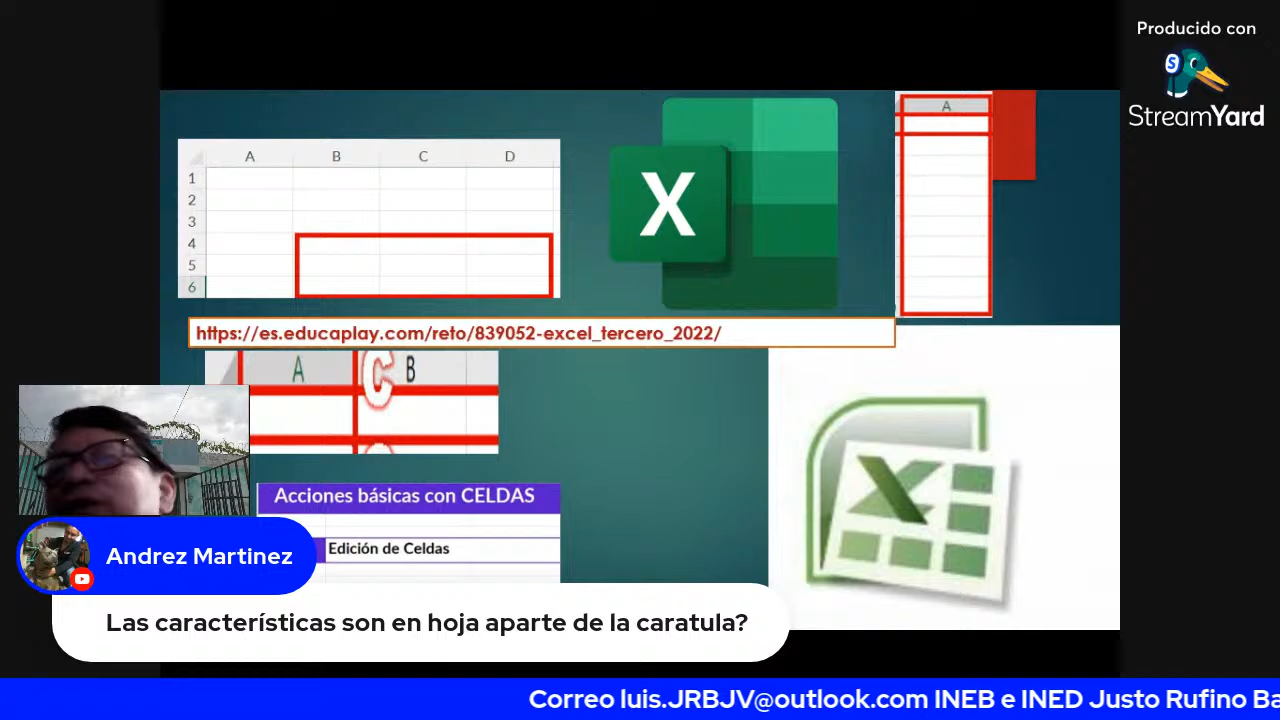 Producido con
StreamYard
A B C D
1
2
3
4
5
6
X
A
https://es.educaplay.com/reto/839052-excel_tercero_2022/
A C B
Acciones básicas con CELDAS
Edición de Celdas
Andrez Martinez
Las características son en hoja aparte de la caratula?
Correo luis.JRBJV@outlook.com INEB e INED Justo Rufino Ba